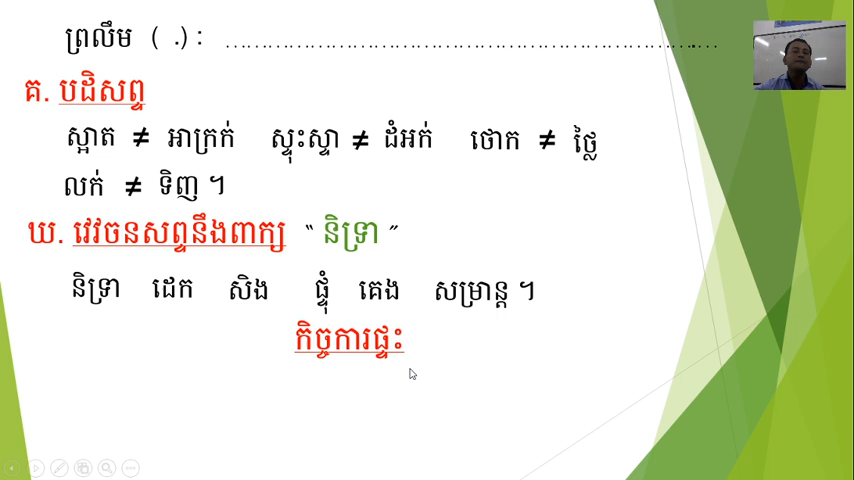 ព្រលឹម ( .) : ................................................................
គ. បដិសព្ទ
ស្អាត ≠ អាក្រក់ ស្ទុះស្ទា ≠ ដំអក់ ថោក ≠ ថ្លៃ
លក់ ≠ ទិញ ។
ឃ. វេវចនសព្ទនឹងពាក្ស “ និទ្រា ”
និទ្រា ដេក សិង ផ្ទុំ គេង សម្រាន្ត ។
កិច្ចការផ្ទះ